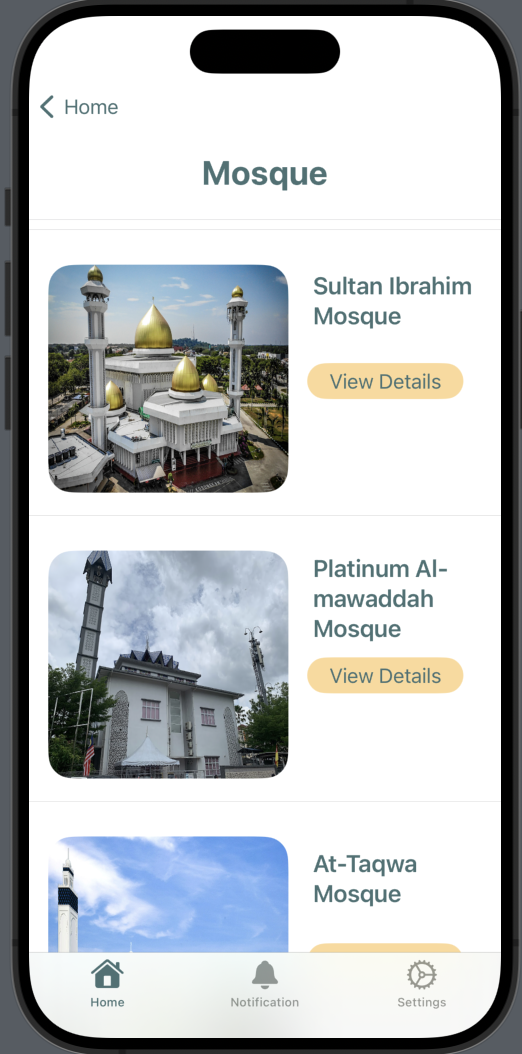 Home
Mosque
Sultan Ibrahim
Mosque
View Details
Platinum Al-
mawaddah
Mosque
View Details
At-Taqwa
Mosque
Home
Notification
Settings